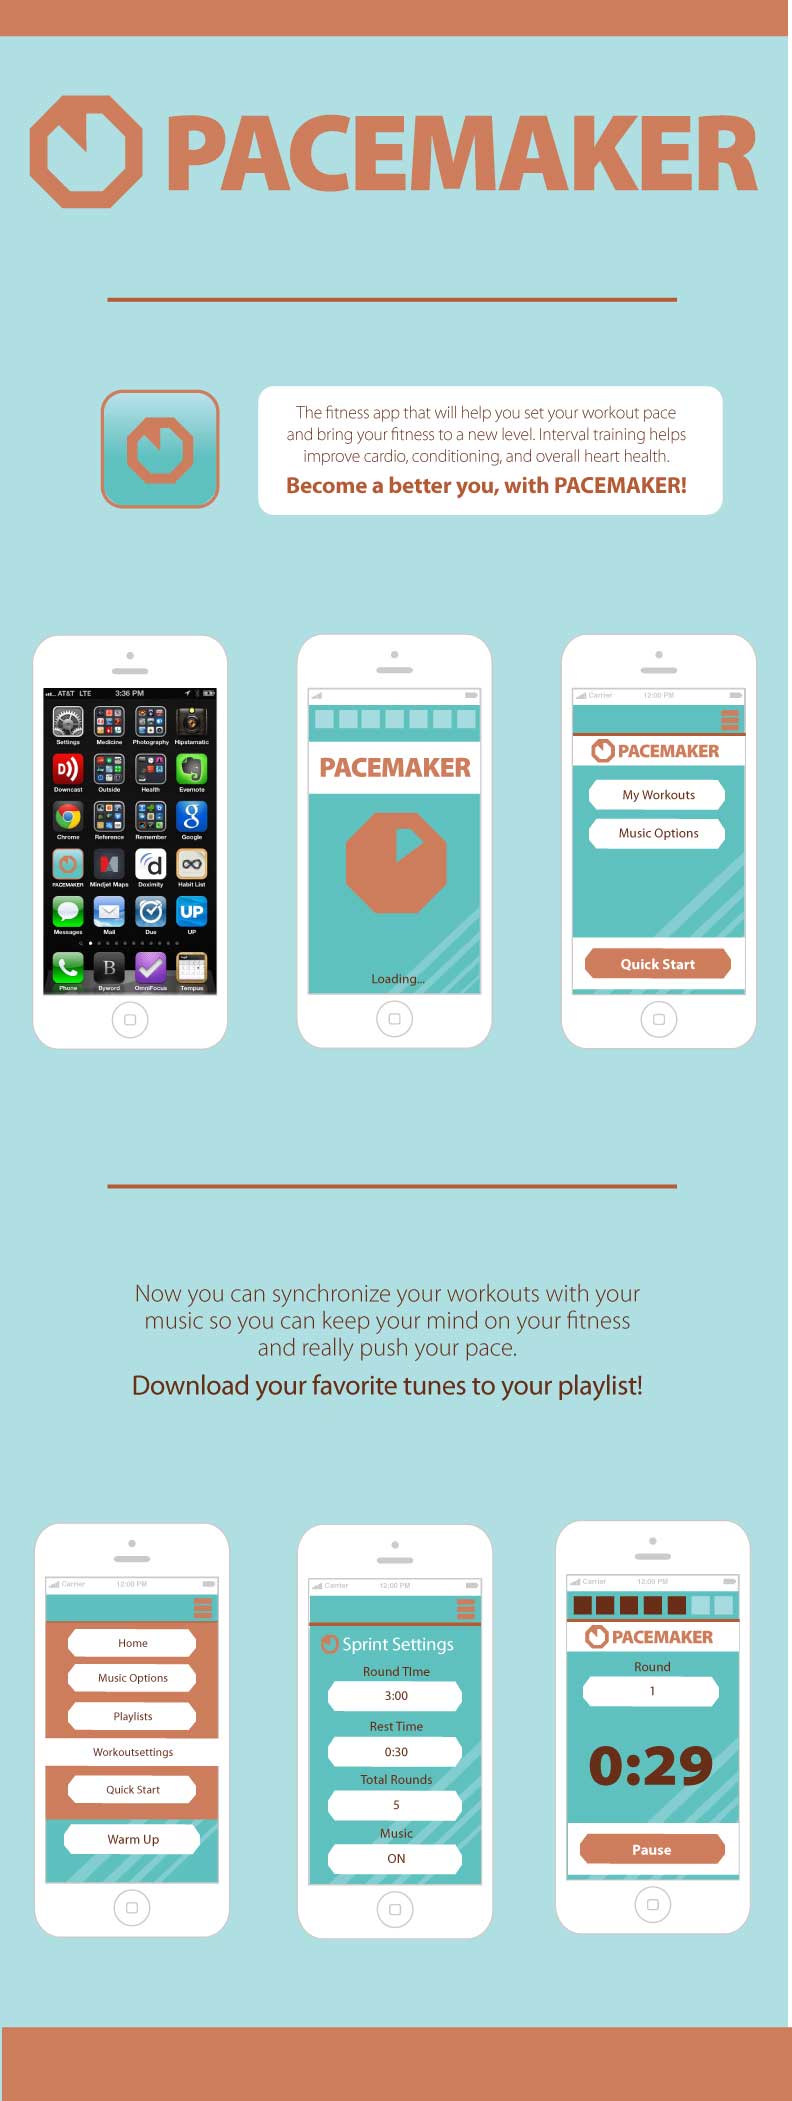 PACEMAKER
The fitness app that will help you set your workout pace
and bring your fitness to a new level. Interval training helps
improve cardio, conditioning, and overall heart health.
Become a better you, with PACEMAKER!
AT&T LTE 3:36 PM
Settings Medicine Photography Hipstamatic
Downcast Outside Health Evernote
Chrome Reference Remember Google
PACEMAKER Mindjet Maps Doximity Habit List
Messages Mail Due UP
UP
Phone Byword OmniFocus Tempus
B
d
PACEMAKER
Loading...
Carrier 12:00 PM
PACEMAKER
My Workouts
Music Options
Quick Start
Now you can synchronize your workouts with your
music so you can keep your mind on your fitness
and really push your pace.
Download your favorite tunes to your playlist!
Carrier 12:00 PM
Home
Music Options
Playlists
Workoutsettings
Quick Start
Warm Up
Carrier 12:00 PM
Sprint Settings
Round TIme
3:00
Rest Time
0:30
Total Rounds
5
Music
ON
Carrier 12:00 PM
PACEMAKER
Round
1
0:29
Pause